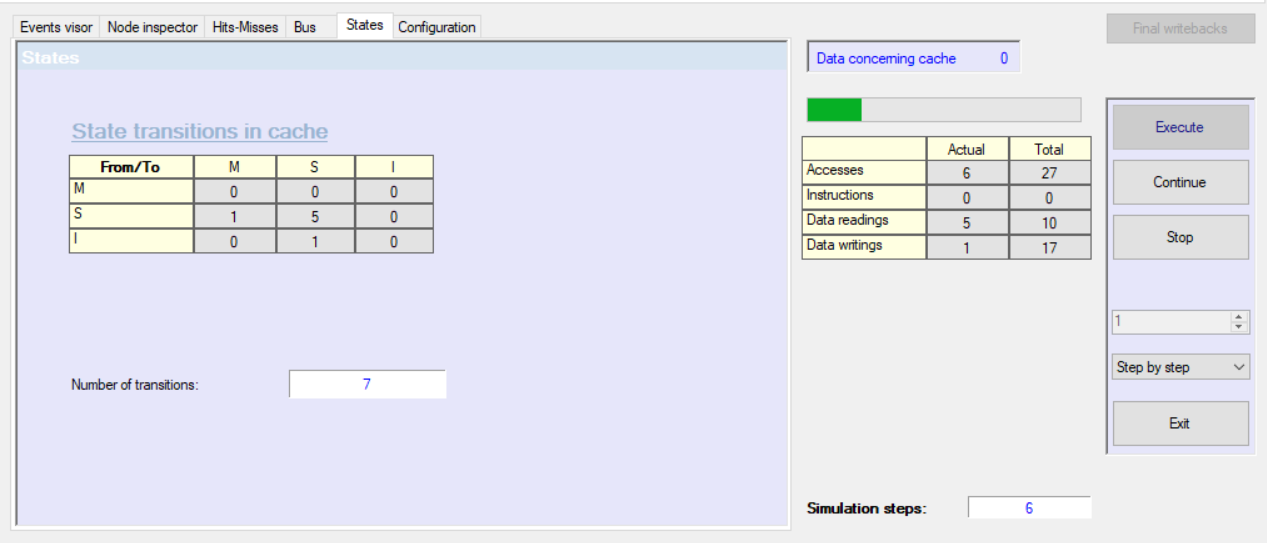 Events visor Node inspector Hits-Misses Bus States Configuration
States
State transitions in cache
From/To M S I
M 0 0 0
S 1 5 0
I 0 1 0
Number of transitions: 7
Data concerning cache 0
Actual Total
Accesses 6 27
Instructions 0 0
Data readings 5 10
Data writings 1 17
Simulation steps: 6
Final writebacks
Execute
Continue
Stop
1
Step by step
Exit